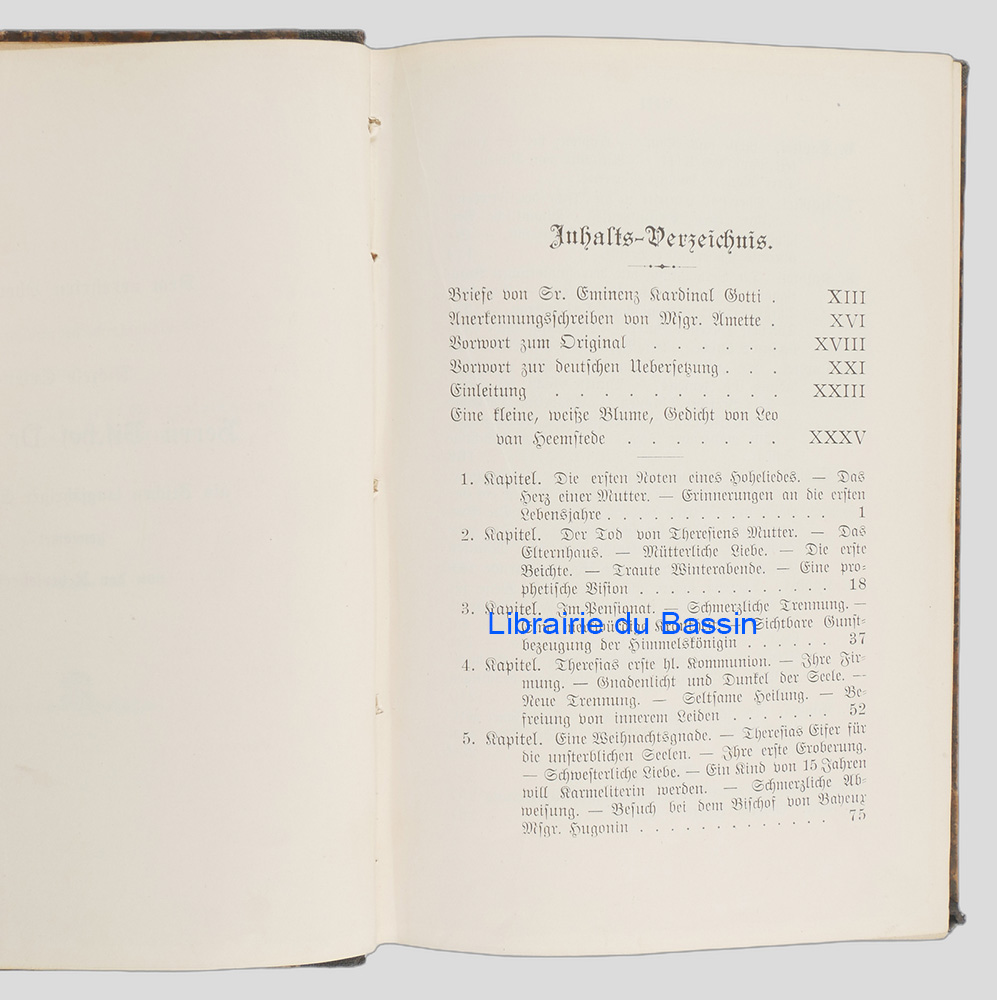 Inhalts-Verzeichnis.
Briefe von Sr. Eminenz Kardinal Gotti . XIII
Anerkennungsschreiben von Msgr. Amette . XVI
Vorwort zum Original . . . . . . XVIII
Vorwort zur deutschen Uebersetzung . . . XXI
Einleitung . . . . . . . . . . XXIII
Eine kleine, weiße Blume, Gedicht von Leo
van Heemstede . . . . . . . XXXV
1. Kapitel. Die ersten Noten eines Hoheliedes. — Das
Herz einer Mutter. — Erinnerungen an die ersten
Lebensjahre . . . . . . . . . . . . . . . 1
2. Kapitel. Der Tod von Theresiens Mutter. — Das
Elternhaus. — Mütterliche Liebe. — Die erste
Beichte. — Traute Winterabende. — Eine pro-
phetische Vision . . . . . . . . . . . . . 18
3. Kapitel. Im Pensionat. — Schmerzliche Trennung. —
Sichtbare Gunst-
Librairie du Bassin
bezeugung der Himmelskönigin . . . . . . 37
4. Kapitel. Theresias erste hl. Kommunion. — Ihre Fir-
mung. — Gnadenlicht und Dunkel der Seele. —
Neue Trennung. — Seltsame Heilung. — Be-
freiung von innerem Leiden . . . . . . . 52
5. Kapitel. Eine Weihnachtsgnade. — Theresias Eifer für
die unsterblichen Seelen. — Ihre erste Eroberung.
— Schwesterliche Liebe. — Ein Kind von 15 Jahren
will Karmeliterin werden. — Schmerzliche Ab-
weisung. — Besuch bei dem Bischof von Bayeux
Msgr. Hugonin . . . . . . . . . . . . . 75